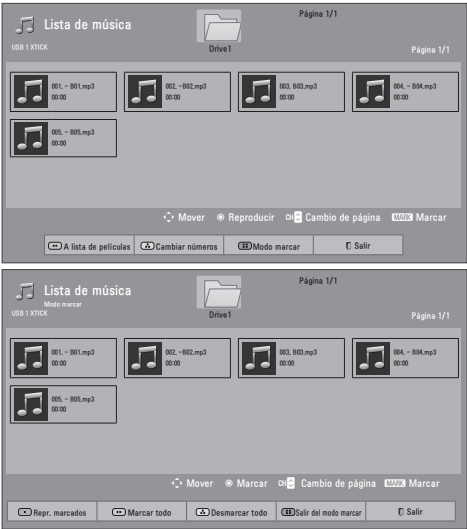 Página 1/1
Lista de música
USB 1 XTICK
Drive1
Página 1/1
001. - B01.mp3
00:00
002. -B02.mp3
00:00
003. B03.mp3
00:00
004. - B04.mp3
00:00
005. - B05.mp3
00:00
Mover Reproducir CH Cambio de página MARK Marcar
A lista de películas Cambiar números Modo marcar Salir
Página 1/1
Lista de música
Modo marcar
USB 1 XTICK
Drive1
Página 1/1
001. - B01.mp3
00:00
002. -B02.mp3
00:00
003. B03.mp3
00:00
004. - B04.mp3
00:00
005. - B05.mp3
00:00
Mover Marcar CH Cambio de página MARK Marcar
Repr. marcados Marcar todo Desmarcar todo Salir del modo marcar Salir